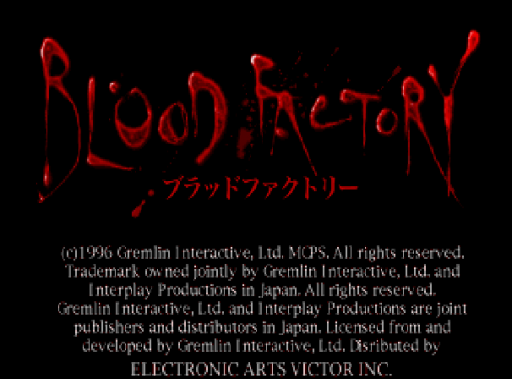 BLOOD FACTORY
ブラッドファクトリー
(c)1996 Gremlin Interactive, Ltd. MCPS. All rights reserved.
Trademark owned jointly by Gremlin Interactive, Ltd. and
Interplay Productions in Japan. All rights reserved.
Gremlin Interactive, Ltd. and Interplay Productions are joint
publishers and distributors in Japan. Licensed from and
developed by Gremlin Interactive, Ltd. Disributed by
ELECTRONIC ARTS VICTOR INC.